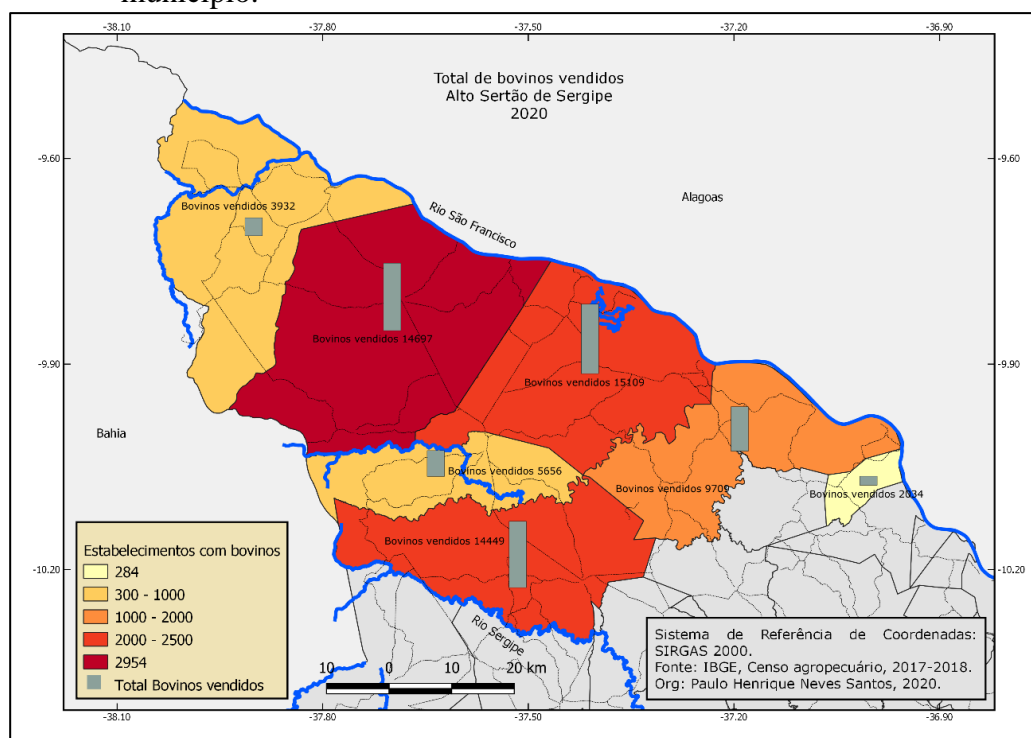 município.
-38.10 -37.80 -37.50 -37.20 -36.90
Total de bovinos vendidos
Alto Sertão de Sergipe
2020
-9.60 -9.60
Alagoas
Bovinos vendidos 3932
Rio São Francisco
Bovinos vendidos 14697
-9.90 -9.90
Bovinos vendidos 15109
Bahia
Bovinos vendidos 5656
Bovinos vendidos 9709
Bovinos vendidos 2034
Bovinos vendidos 14449
-10.20 -10.20
Estabelecimentos com bovinos
284
300 - 1000
1000 - 2000
2000 - 2500
2954
Total Bovinos vendidos
Rio Sergipe
10 0 10 20 km
Sistema de Referência de Coordenadas:
SIRGAS 2000.
Fonte: IBGE, Censo agropecuário, 2017-2018.
Org: Paulo Henrique Neves Santos, 2020.
-38.10 -37.80 -37.50 -37.20 -36.90